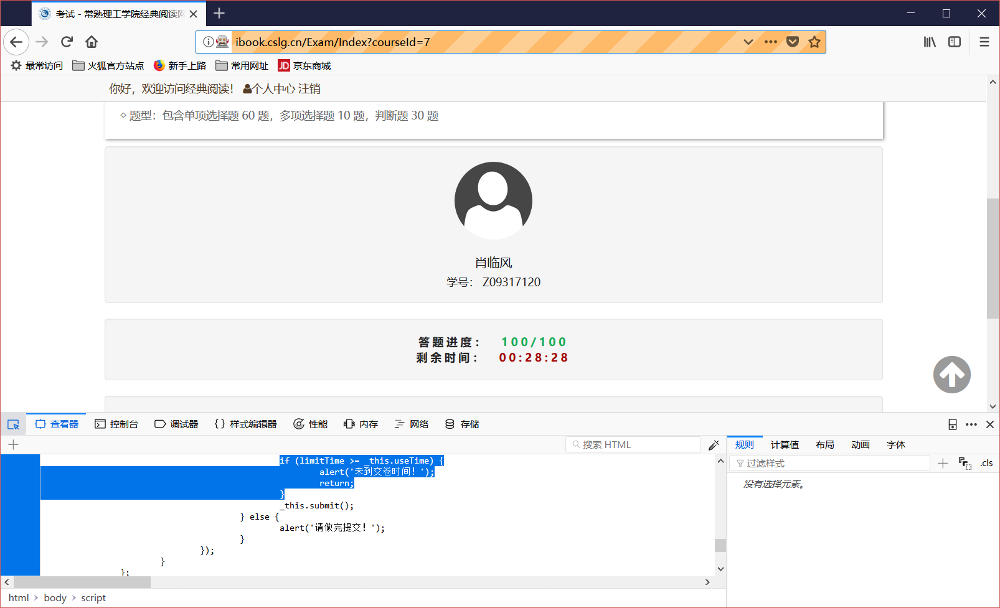 考试 - 常熟理工学院经典阅读网
ibook.cslg.cn/Exam/Index?courseId=7
最常访问 火狐官方站点 新手上路 常用网址 JD 京东商城
你好，欢迎访问经典阅读！ 个人中心 注销
◇ 题型：包含单项选择题 60 题，多项选择题 10 题，判断题 30 题
肖临风
学号： Z09317120
答题进度： 100/100
剩余时间： 00:28:28
查看器 控制台 调试器 {} 样式编辑器 性能 内存 网络 存储
搜索 HTML
规则 计算值 布局 动画 字体
过滤样式 .cls
没有选择元素。
if (limitTime >= _this.useTime) {
alert('未到交卷时间！');
return;
}
_this.submit();
} else {
alert('请做完提交！');
}
});
}
};
html > body > script